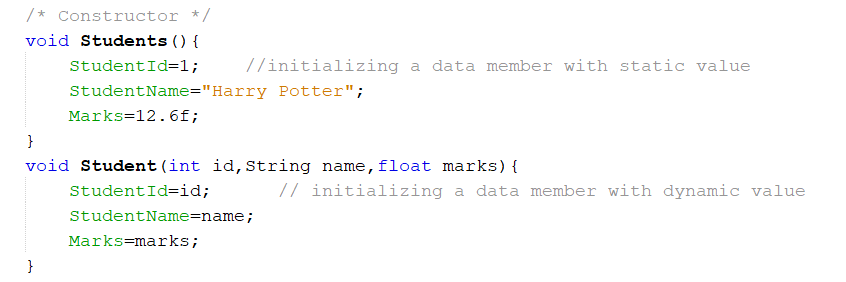 /* Constructor */
void Students(){
    StudentId=1;    //initializing a data member with static value
    StudentName="Harry Potter";
    Marks=12.6f;
}
void Student(int id,String name,float marks){
    StudentId=id;      // initializing a data member with dynamic value
    StudentName=name;
    Marks=marks;
}